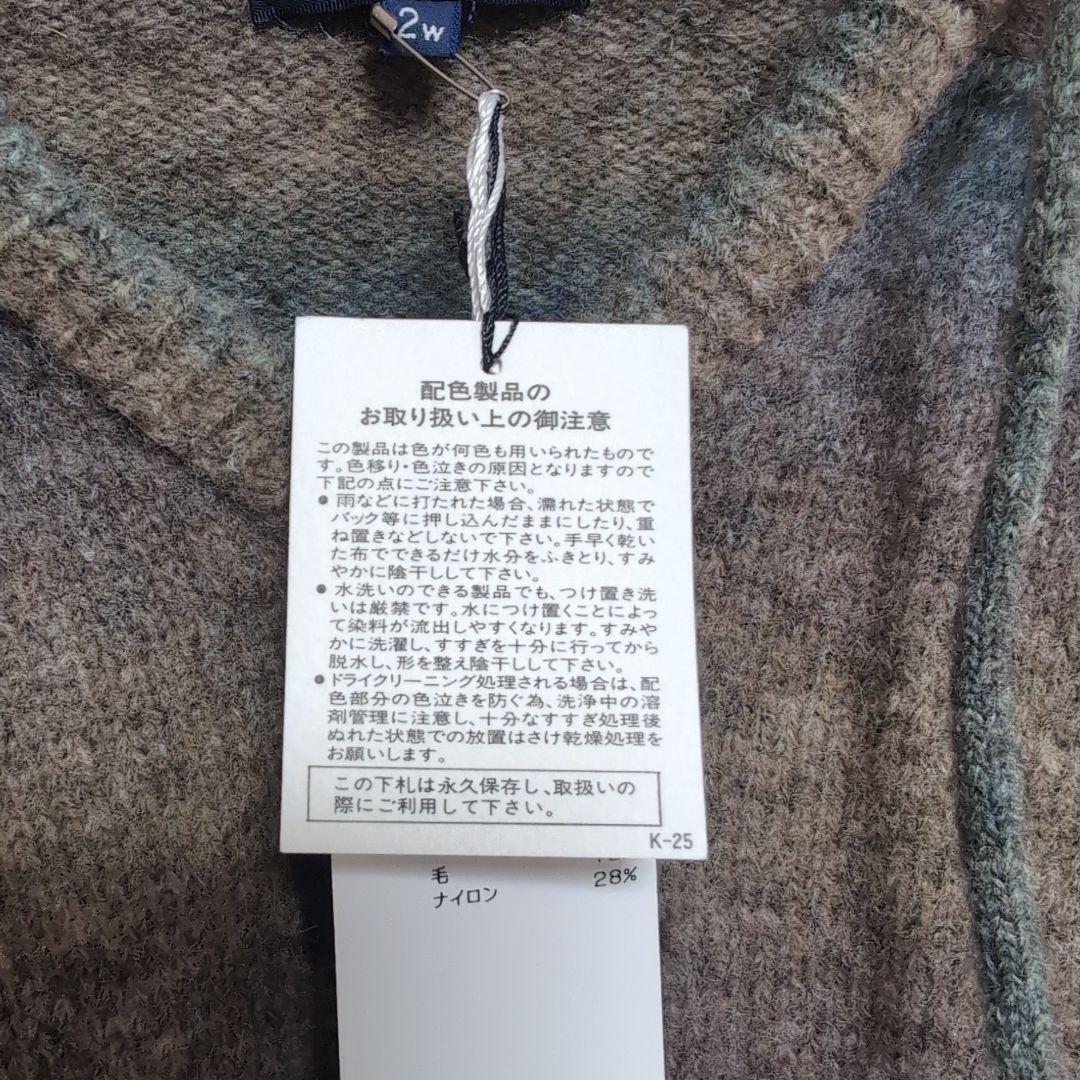 2w
配色製品の
お取り扱い上の御注意
この製品は色が何色も用いられたもので
す。色移り・色泣きの原因となりますので
下記の点にご注意下さい。
● 雨などに打たれた場合、濡れた状態で
バック等に押し込んだままにしたり、重
ね置きなどしないで下さい。手早く乾い
た布でできるだけ水分をふきとり、すみ
やかに陰干しして下さい。
● 水洗いのできる製品でも、つけ置き洗
いは厳禁です。水につけ置くことによっ
て染料が流出しやすくなります。すみや
かに洗濯し、すすぎを十分に行ってから
脱水し、形を整え陰干しして下さい。
● ドライクリーニング処理される場合は、配
色部分の色泣きを防ぐ為、洗浄中の溶
剤管理に注意し、十分なすすぎ処理後
ぬれた状態での放置はさけ乾燥処理を
お願いします。
この下札は永久保存し、取扱いの
際にご利用して下さい。
K-25
毛 28%
ナイロン